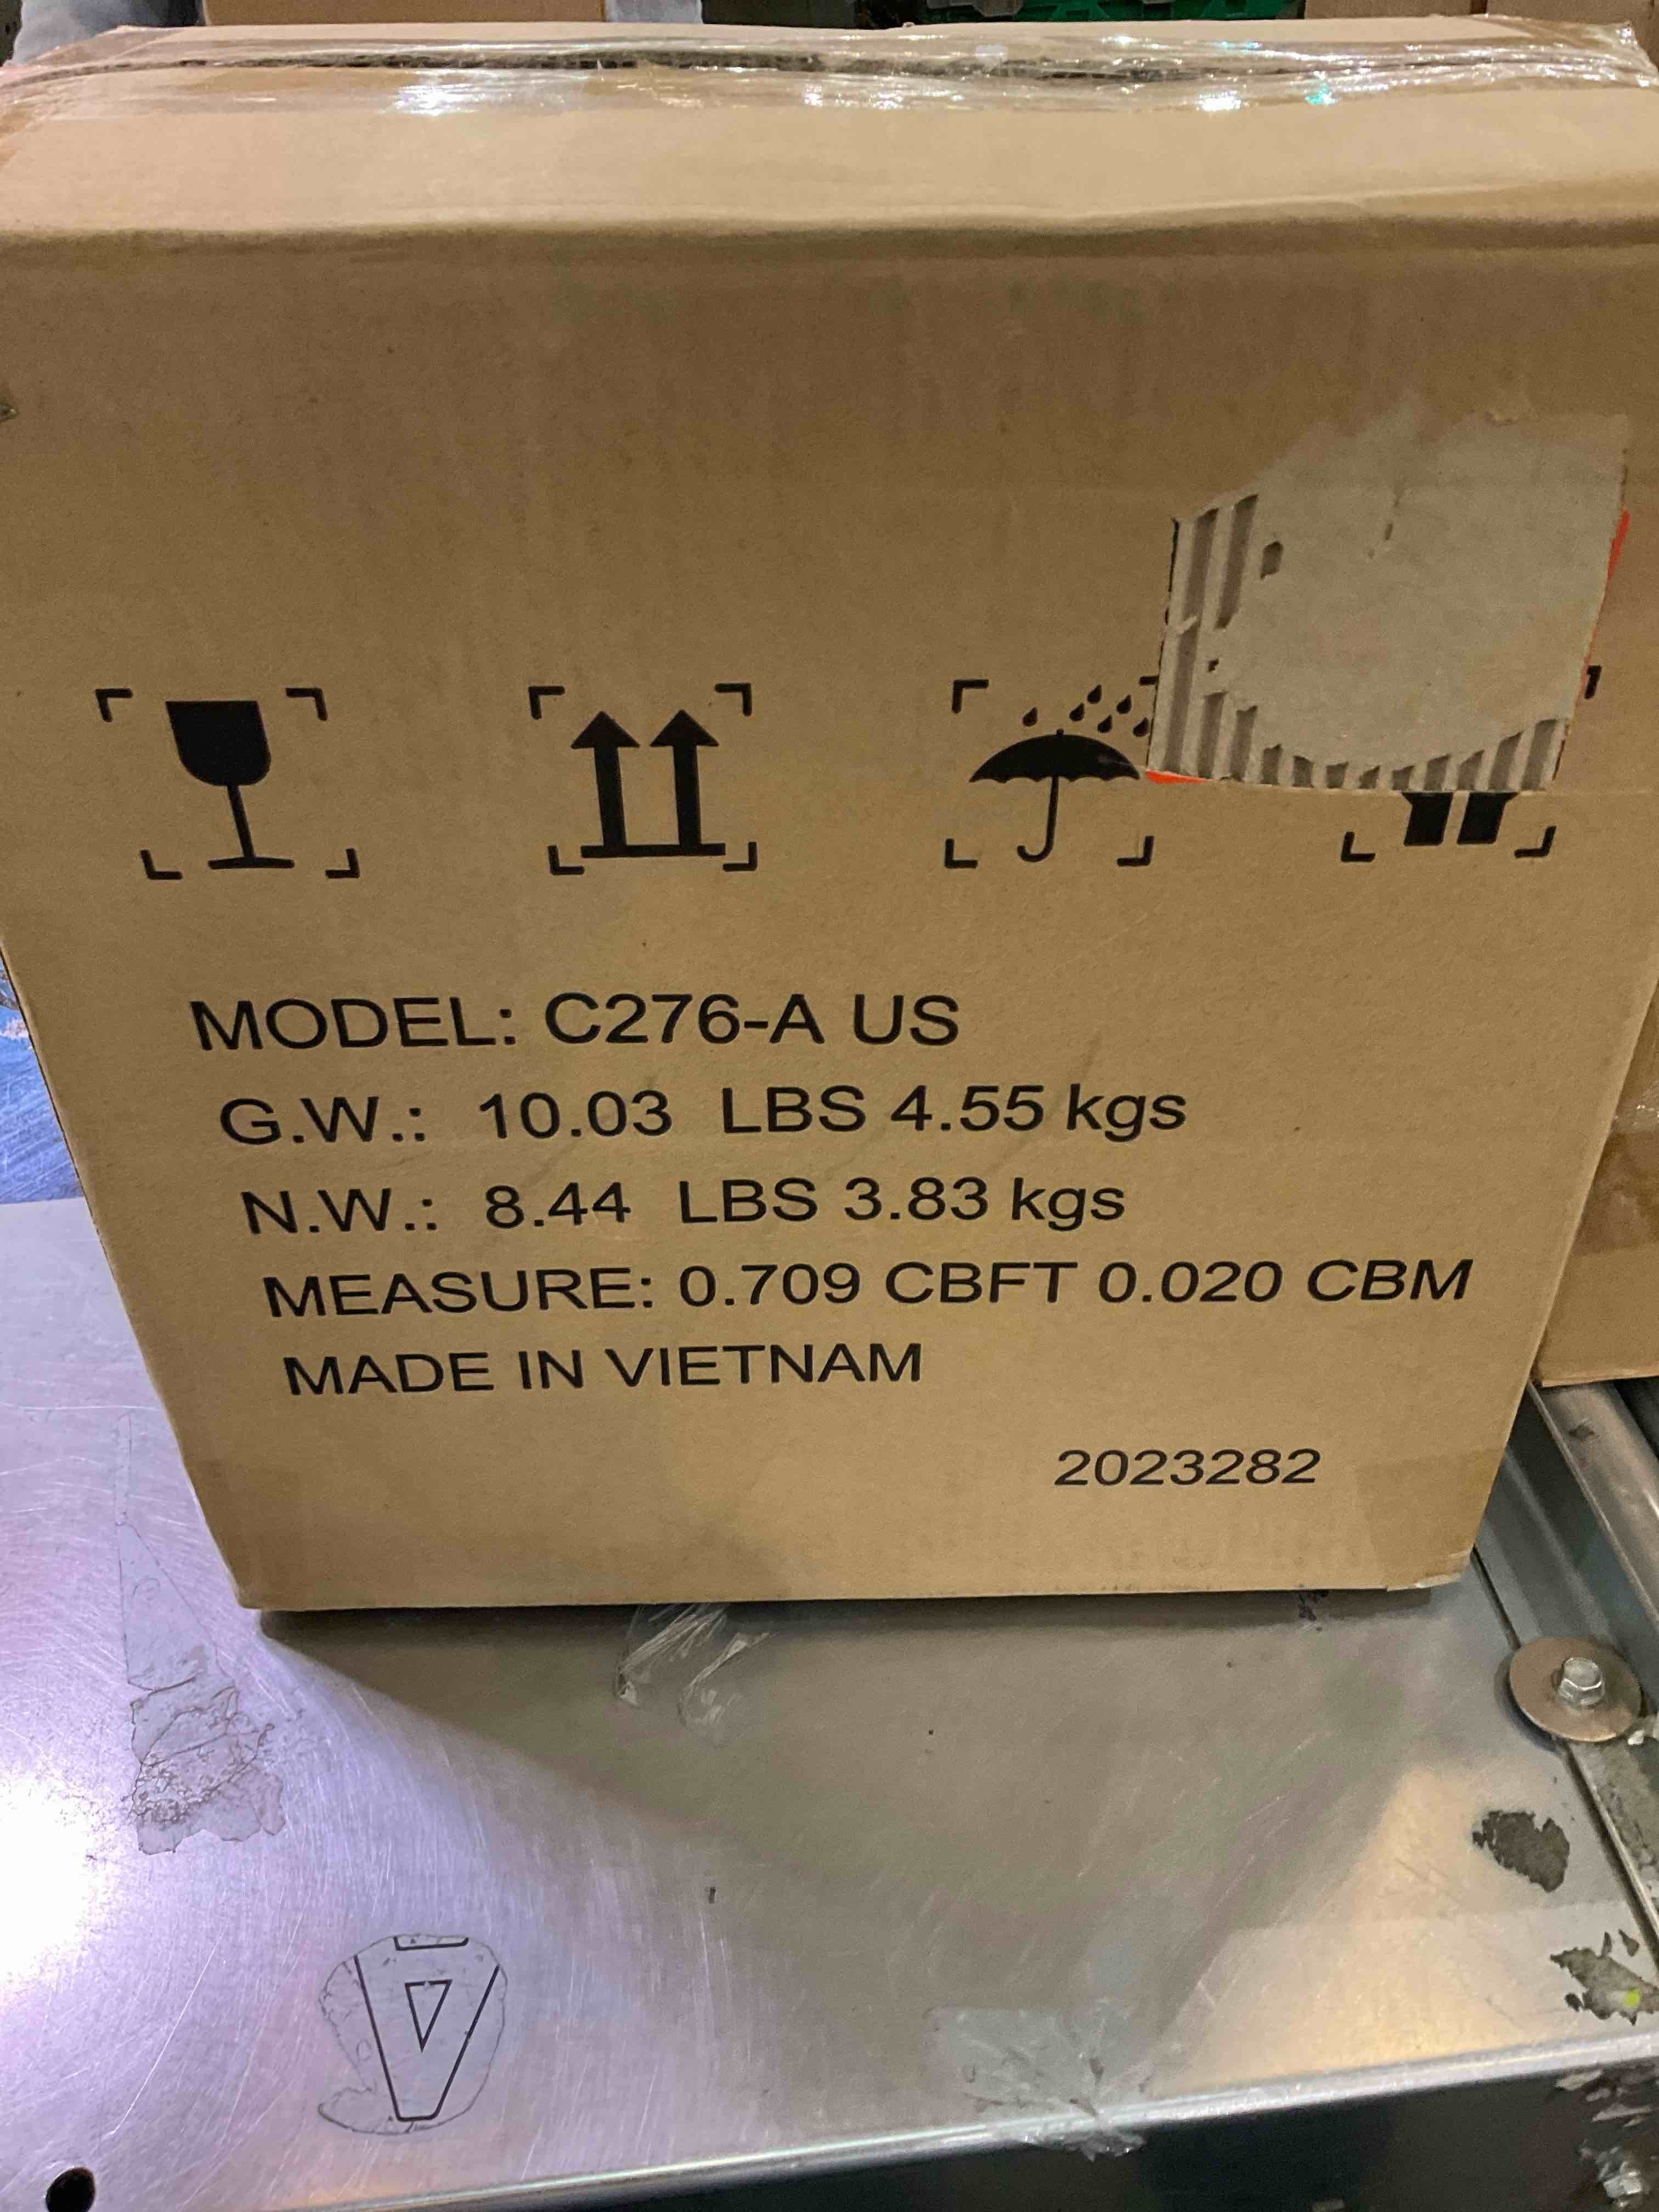 MODEL: C276-A US
G.W.: 10.03 LBS 4.55 kgs
N.W.: 8.44 LBS 3.83 kgs
MEASURE: 0.709 CBFT 0.020 CBM
MADE IN VIETNAM
2023282